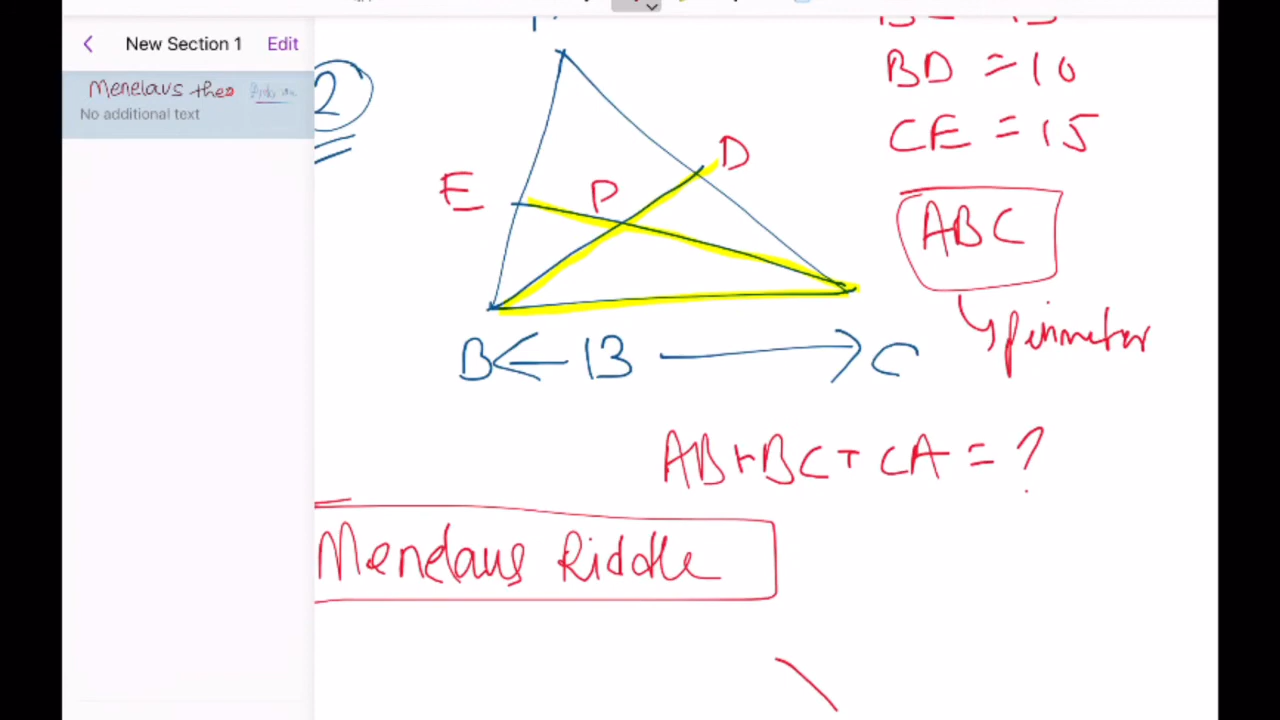 New Section 1
Edit
Menelaus theo
No additional text
2
BD = 10
CE = 15
D
E
P
ABC
perimeter
B ← 13 → C
AB+BC+CA = ?
Menelaus Riddle